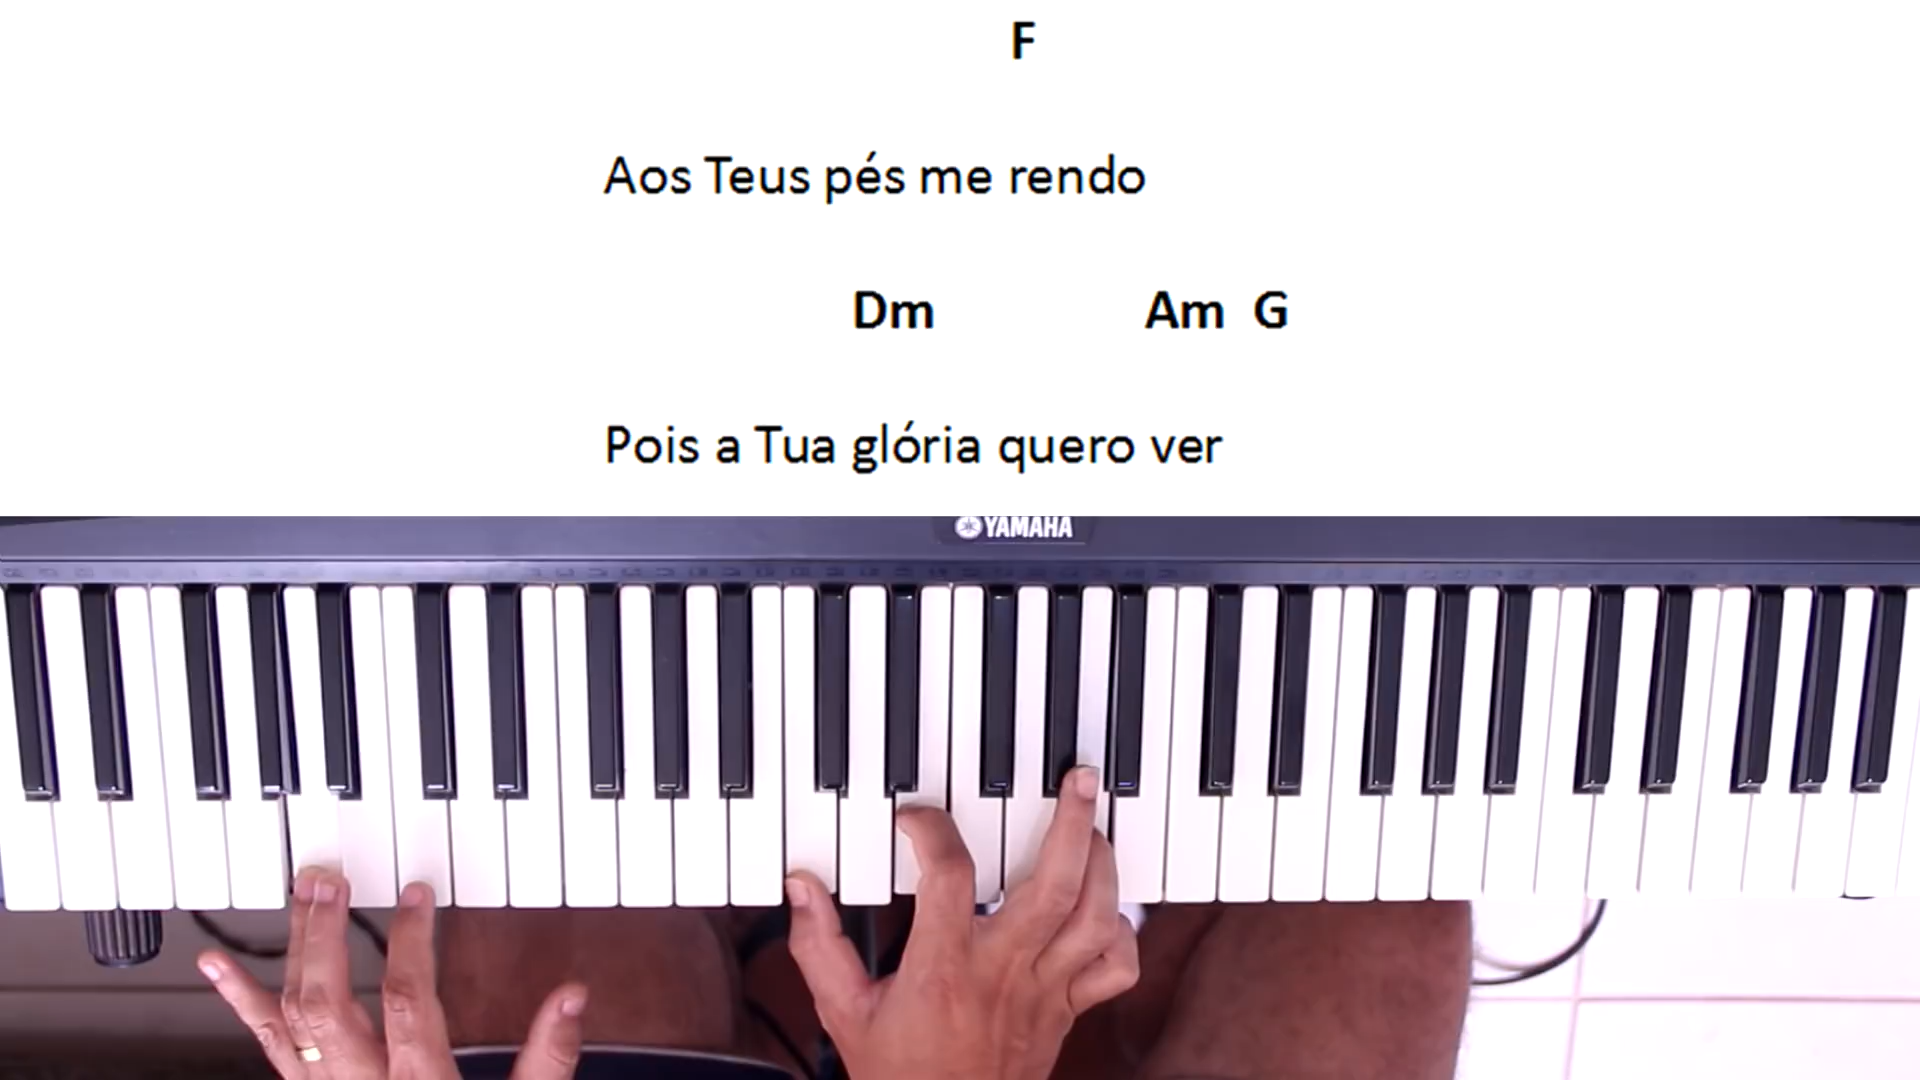 F
Aos Teus pés me rendo
Dm Am G
Pois a Tua glória quero ver
YAMAHA